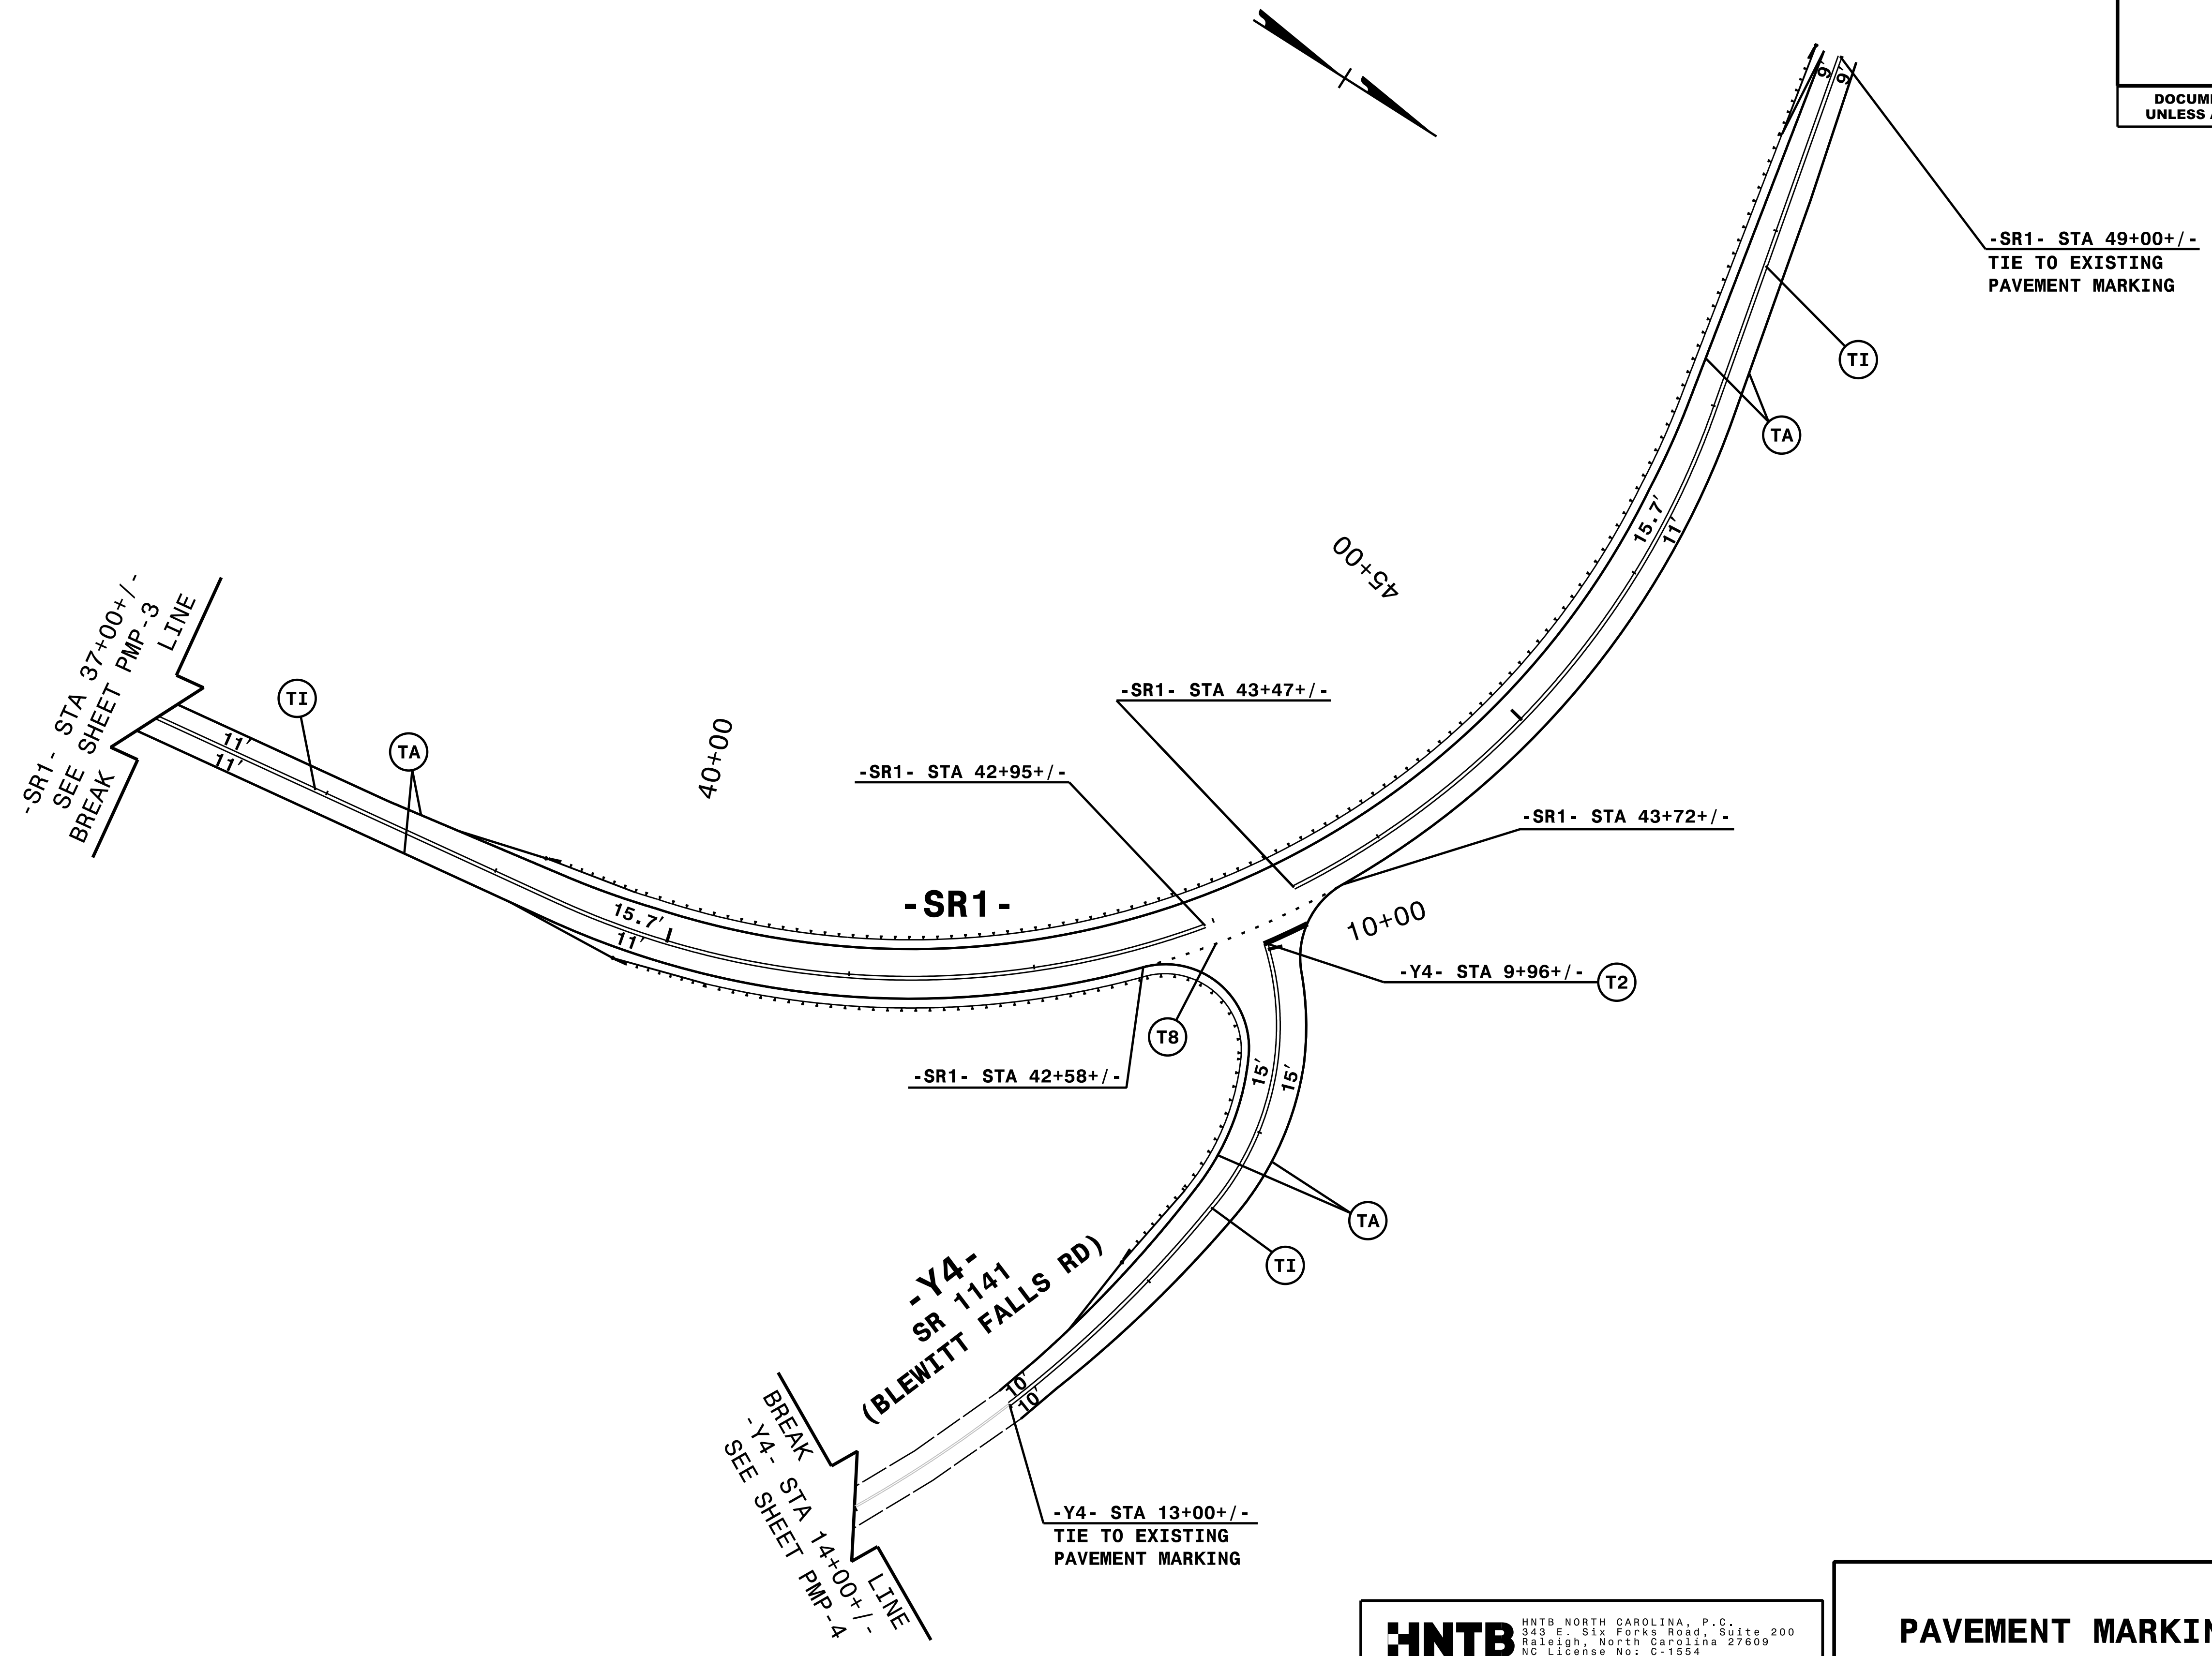 DOCUM
UNLESS A
9'
9'
-SR1- STA 49+00+/-
TIE TO EXISTING
PAVEMENT MARKING
TI
TA
15.7'
11'
45+00
-SR1- STA 37+00+/-
SEE SHEET PMP-3
BREAK
LINE
TI
11'
11'
TA
40+00
-SR1- STA 43+47+/-
-SR1- STA 42+95+/-
-SR1- STA 43+72+/-
-SR1-
15.7'
11'
10+00
-Y4- STA 9+96+/-
T2
T8
-SR1- STA 42+58+/-
15'
15'
TA
TI
-Y4-
SR 1141
(BLEWITT FALLS RD)
10'
10'
BREAK
LINE
-Y4- STA 14+00+/-
SEE SHEET PMP-4
-Y4- STA 13+00+/-
TIE TO EXISTING
PAVEMENT MARKING
HNTB
HNTB NORTH CAROLINA, P.C.
343 E. Six Forks Road, Suite 200
Raleigh, North Carolina 27609
NC License No: C-1554
PAVEMENT MARKIN